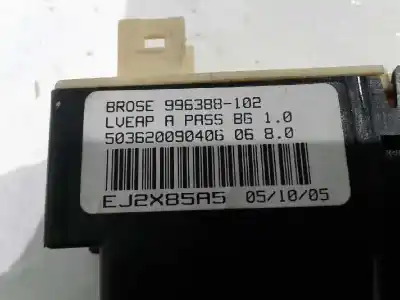 BROSE 996388-102
LVEAP A PASS BG 1.0
503620090406 06 8.0
EJ2X85A5 05/10/05